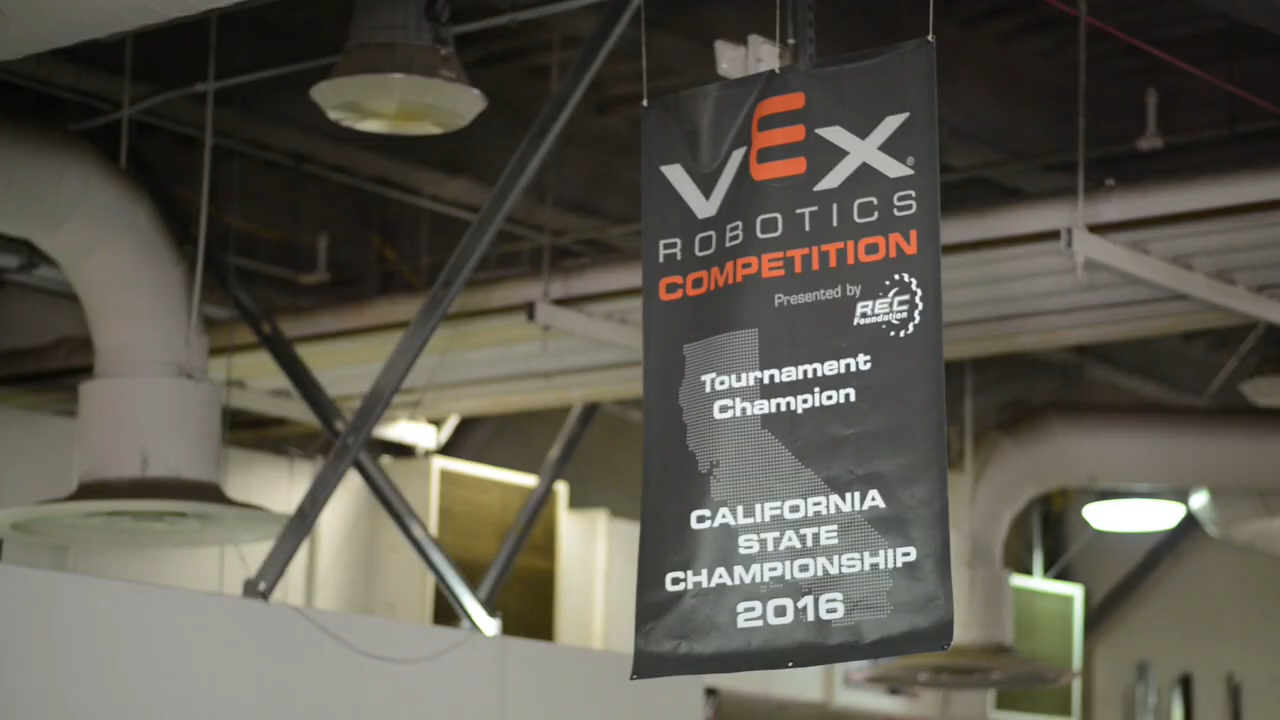 VEX®
ROBOTICS
COMPETITION
Presented by
REC
Foundation
Tournament
Champion
CALIFORNIA
STATE
CHAMPIONSHIP
2016